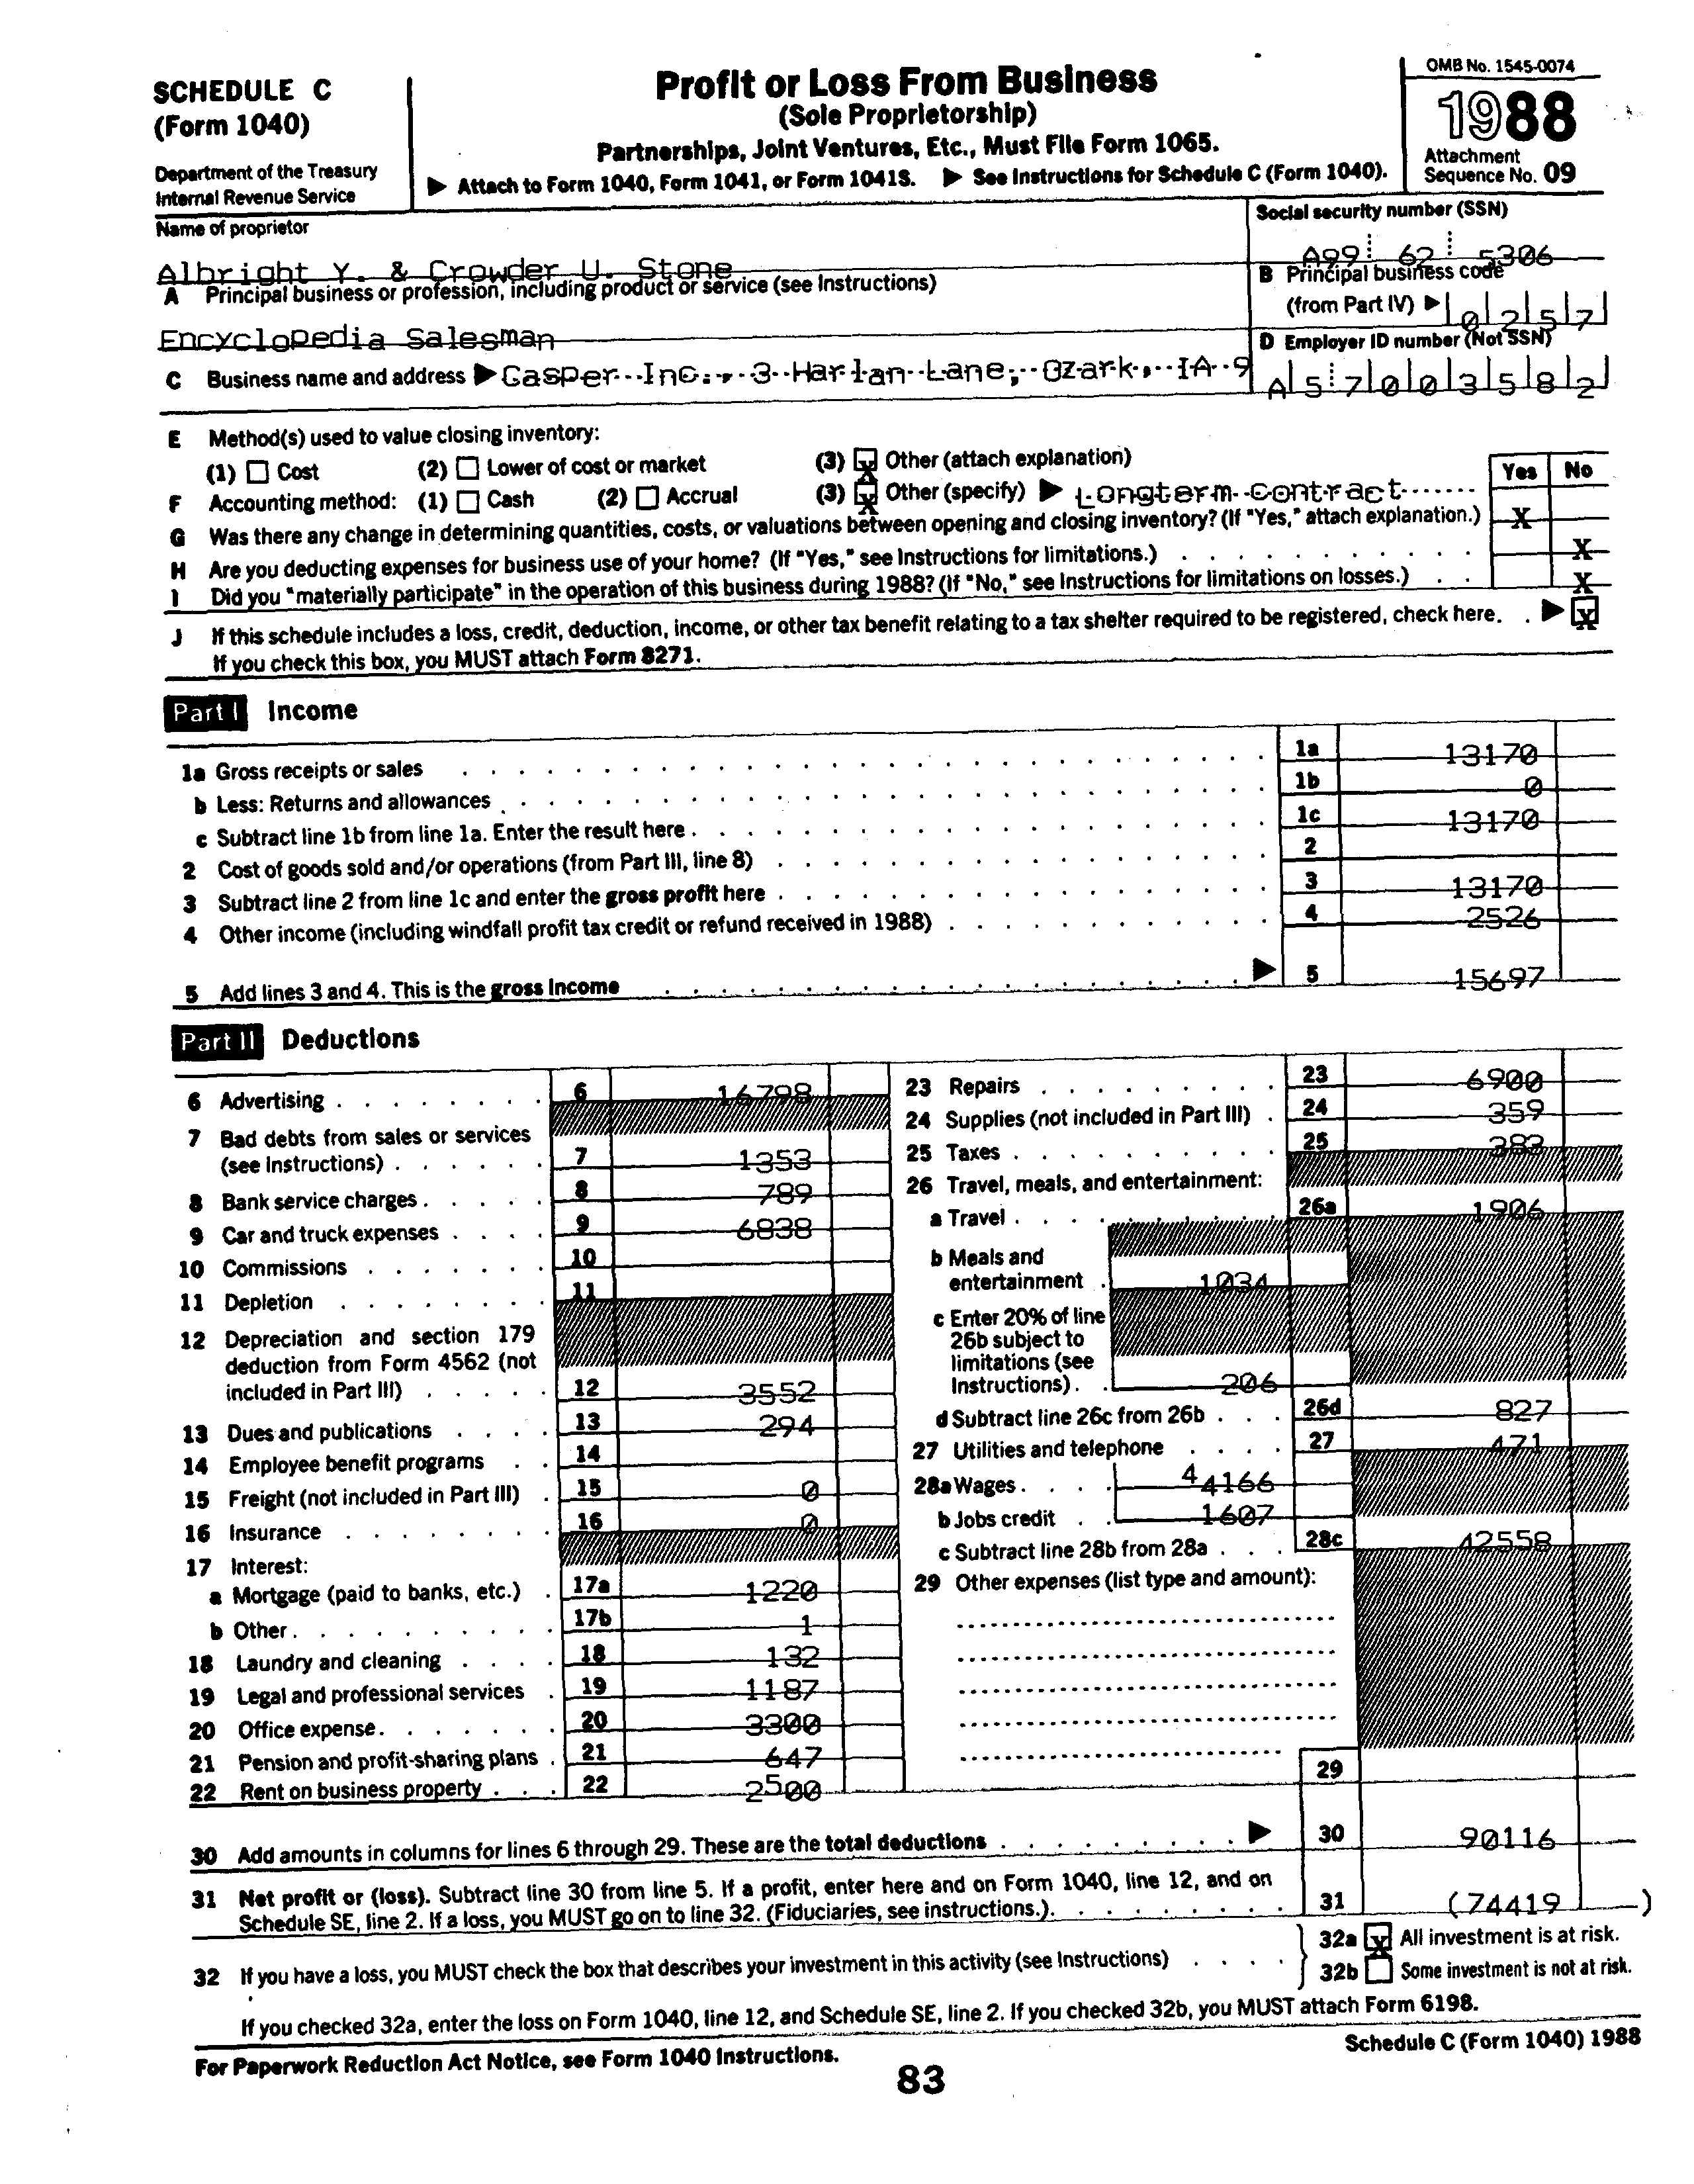 SCHEDULE C
(Form 1040)
Department of the Treasury
Internal Revenue Service
Profit or Loss From Business
(Sole Proprietorship)
Partnerships, Joint Ventures, Etc., Must File Form 1065.
▶ Attach to Form 1040, Form 1041, or Form 1041S. ▶ See Instructions for Schedule C (Form 1040).
OMB No. 1545-0074
1988
Attachment
Sequence No. 09
Name of proprietor
Albright Y. & Crowder U. Stone
Social security number (SSN)
A99 62 5306
A Principal business or profession, including product or service (see Instructions)
Encyclopedia Salesman
B Principal business code
(from Part IV) ▶ 0 2 5 7
C Business name and address ▶ Casper Inc., 3 Harlan Lane, Ozark, IA 9
D Employer ID number (Not SSN)
A 5 7 0 0 3 5 8 2
E Method(s) used to value closing inventory:
(1) Cost (2) Lower of cost or market (3) X Other (attach explanation)
Yes No
F Accounting method: (1) Cash (2) Accrual (3) X Other (specify) ▶ Longterm Contract
G Was there any change in determining quantities, costs, or valuations between opening and closing inventory? (If "Yes," attach explanation.) X
H Are you deducting expenses for business use of your home? (If "Yes," see Instructions for limitations.) X
I Did you "materially participate" in the operation of this business during 1988? (If "No," see Instructions for limitations on losses.) X
J If this schedule includes a loss, credit, deduction, income, or other tax benefit relating to a tax shelter required to be registered, check here. ▶ X
If you check this box, you MUST attach Form 8271.
Part I Income
1a Gross receipts or sales 1a 13170
b Less: Returns and allowances 1b 0
c Subtract line 1b from line 1a. Enter the result here 1c 13170
2 Cost of goods sold and/or operations (from Part III, line 8) 2
3 Subtract line 2 from line 1c and enter the gross profit here 3 13170
4 Other income (including windfall profit tax credit or refund received in 1988) 4 2526
5 Add lines 3 and 4. This is the gross income ▶ 5 15697
Part II Deductions
6 Advertising 6 16798
7 Bad debts from sales or services
(see Instructions) 7 1353
8 Bank service charges 8 789
9 Car and truck expenses 9 6838
10 Commissions 10
11 Depletion 11
12 Depreciation and section 179
deduction from Form 4562 (not
included in Part III) 12 3552
13 Dues and publications 13 294
14 Employee benefit programs 14
15 Freight (not included in Part III) 15 0
16 Insurance 16 0
17 Interest:
a Mortgage (paid to banks, etc.) 17a 1220
b Other 17b 1
18 Laundry and cleaning 18 132
19 Legal and professional services 19 1187
20 Office expense 20 3300
21 Pension and profit-sharing plans 21 647
22 Rent on business property 22 2500
23 Repairs 23 6900
24 Supplies (not included in Part III) 24 359
25 Taxes 25 383
26 Travel, meals, and entertainment:
a Travel 26a 1906
b Meals and
entertainment 1034
c Enter 20% of line
26b subject to
limitations (see
Instructions) 206
d Subtract line 26c from 26b 26d 827
27 Utilities and telephone 27 471
28a Wages 44166
b Jobs credit 1607
c Subtract line 28b from 28a 28c 42558
29 Other expenses (list type and amount):
29
30 Add amounts in columns for lines 6 through 29. These are the total deductions ▶ 30 90116
31 Net profit or (loss). Subtract line 30 from line 5. If a profit, enter here and on Form 1040, line 12, and on
Schedule SE, line 2. If a loss, you MUST go on to line 32. (Fiduciaries, see instructions.) 31 (74419 )
32 If you have a loss, you MUST check the box that describes your investment in this activity (see Instructions)
32a X All investment is at risk.
32b Some investment is not at risk.
If you checked 32a, enter the loss on Form 1040, line 12, and Schedule SE, line 2. If you checked 32b, you MUST attach Form 6198.
For Paperwork Reduction Act Notice, see Form 1040 Instructions.
Schedule C (Form 1040) 1988
83